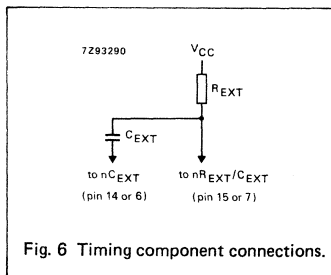 7Z93290
VCC
REXT
CEXT
to nCEXT
to nREXT/CEXT
(pin 14 or 6)
(pin 15 or 7)
Fig. 6 Timing component connections.